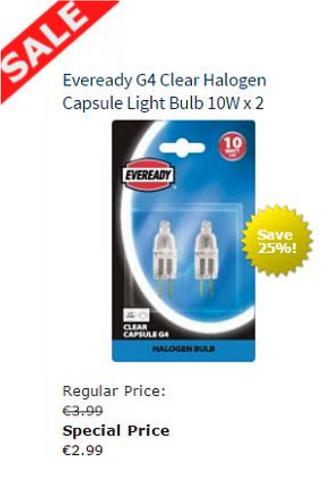 SALE
Eveready G4 Clear Halogen
Capsule Light Bulb 10W x 2
10
WATT
EVEREADY
Save
25%!
CLEAR
CAPSULE G4
HALOGEN BULB
Regular Price:
€3.99
Special Price
€2.99